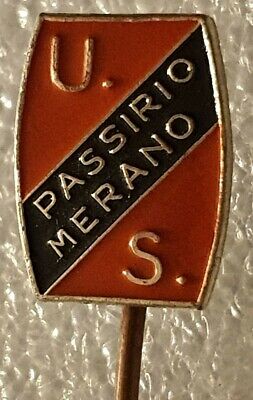 U.
PASSIRIO
MERANO
S.